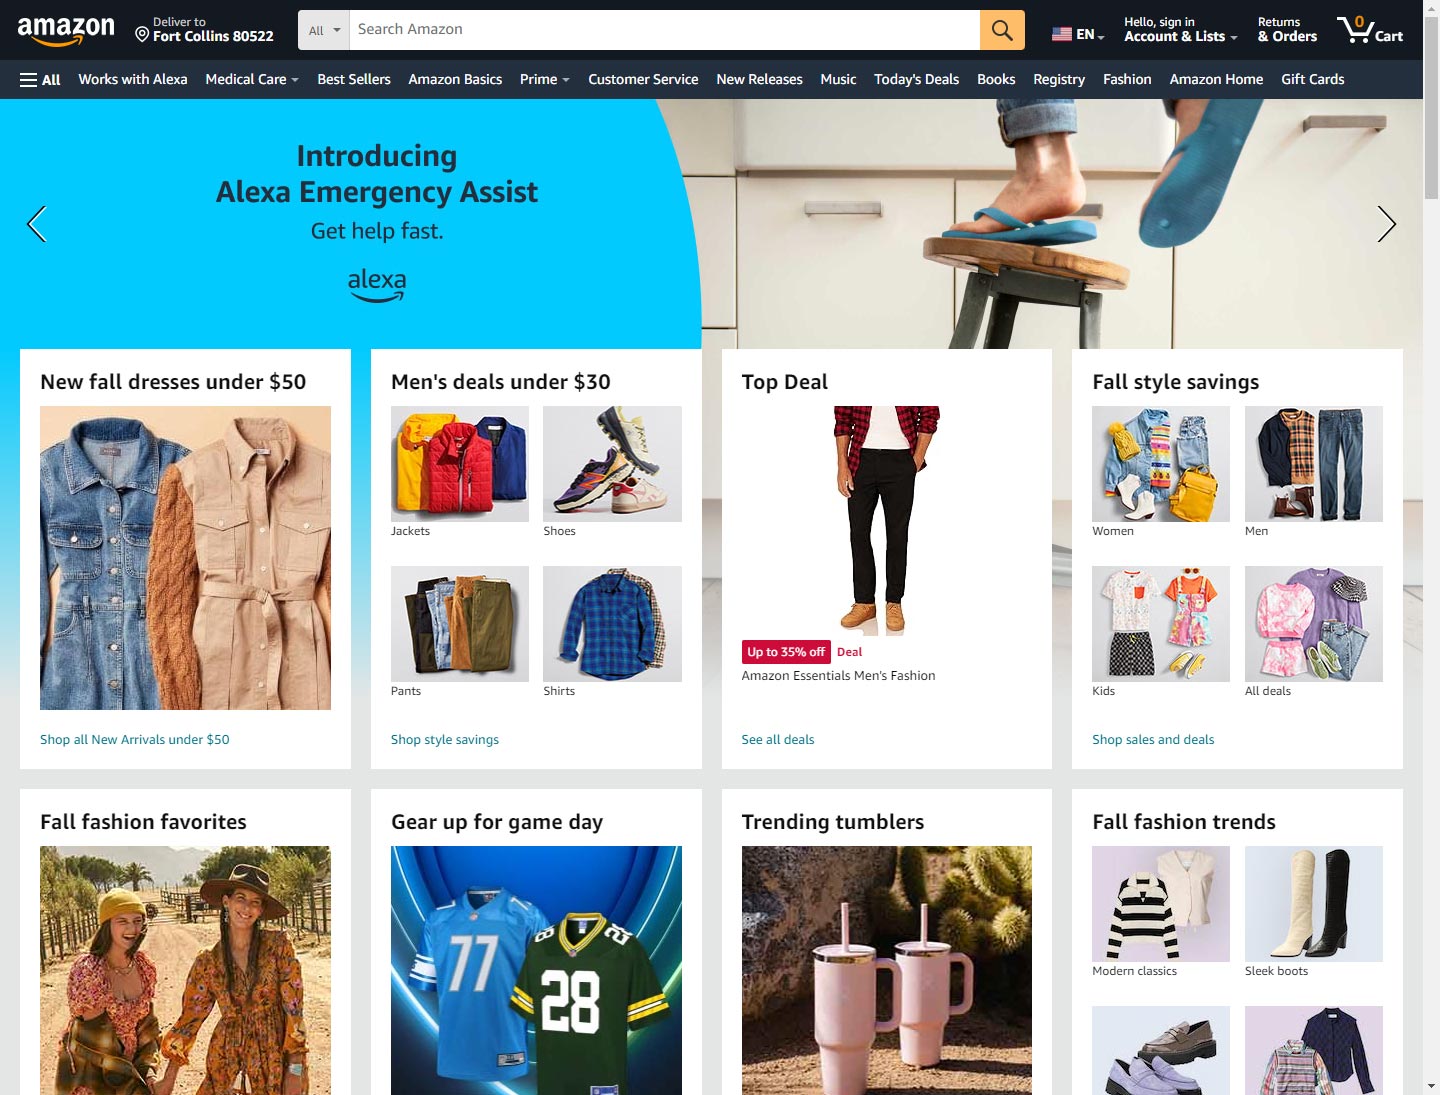 amazon
Deliver to
Fort Collins 80522
All
Search Amazon
EN
Hello, sign in
Account & Lists
Returns
& Orders
0
Cart
All
Works with Alexa
Medical Care
Best Sellers
Amazon Basics
Prime
Customer Service
New Releases
Music
Today's Deals
Books
Registry
Fashion
Amazon Home
Gift Cards
Introducing
Alexa Emergency Assist
Get help fast.
alexa
New fall dresses under $50
Shop all New Arrivals under $50
Men's deals under $30
Jackets
Shoes
Pants
Shirts
Shop style savings
Top Deal
Up to 35% off
Deal
Amazon Essentials Men's Fashion
See all deals
Fall style savings
Women
Men
Kids
All deals
Shop sales and deals
Fall fashion favorites
Gear up for game day
77
28
28
Trending tumblers
Fall fashion trends
Modern classics
Sleek boots